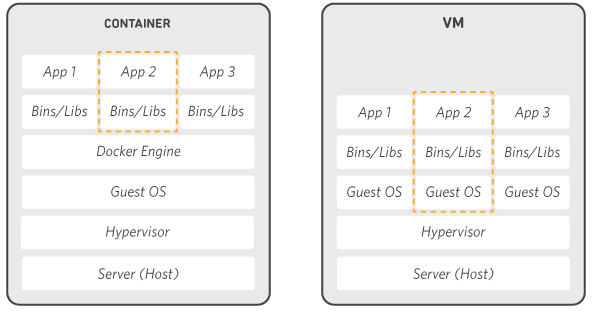 CONTAINER
App 1 App 2 App 3
Bins/Libs Bins/Libs Bins/Libs
Docker Engine
Guest OS
Hypervisor
Server (Host)
VM
App 1 App 2 App 3
Bins/Libs Bins/Libs Bins/Libs
Guest OS Guest OS Guest OS
Hypervisor
Server (Host)